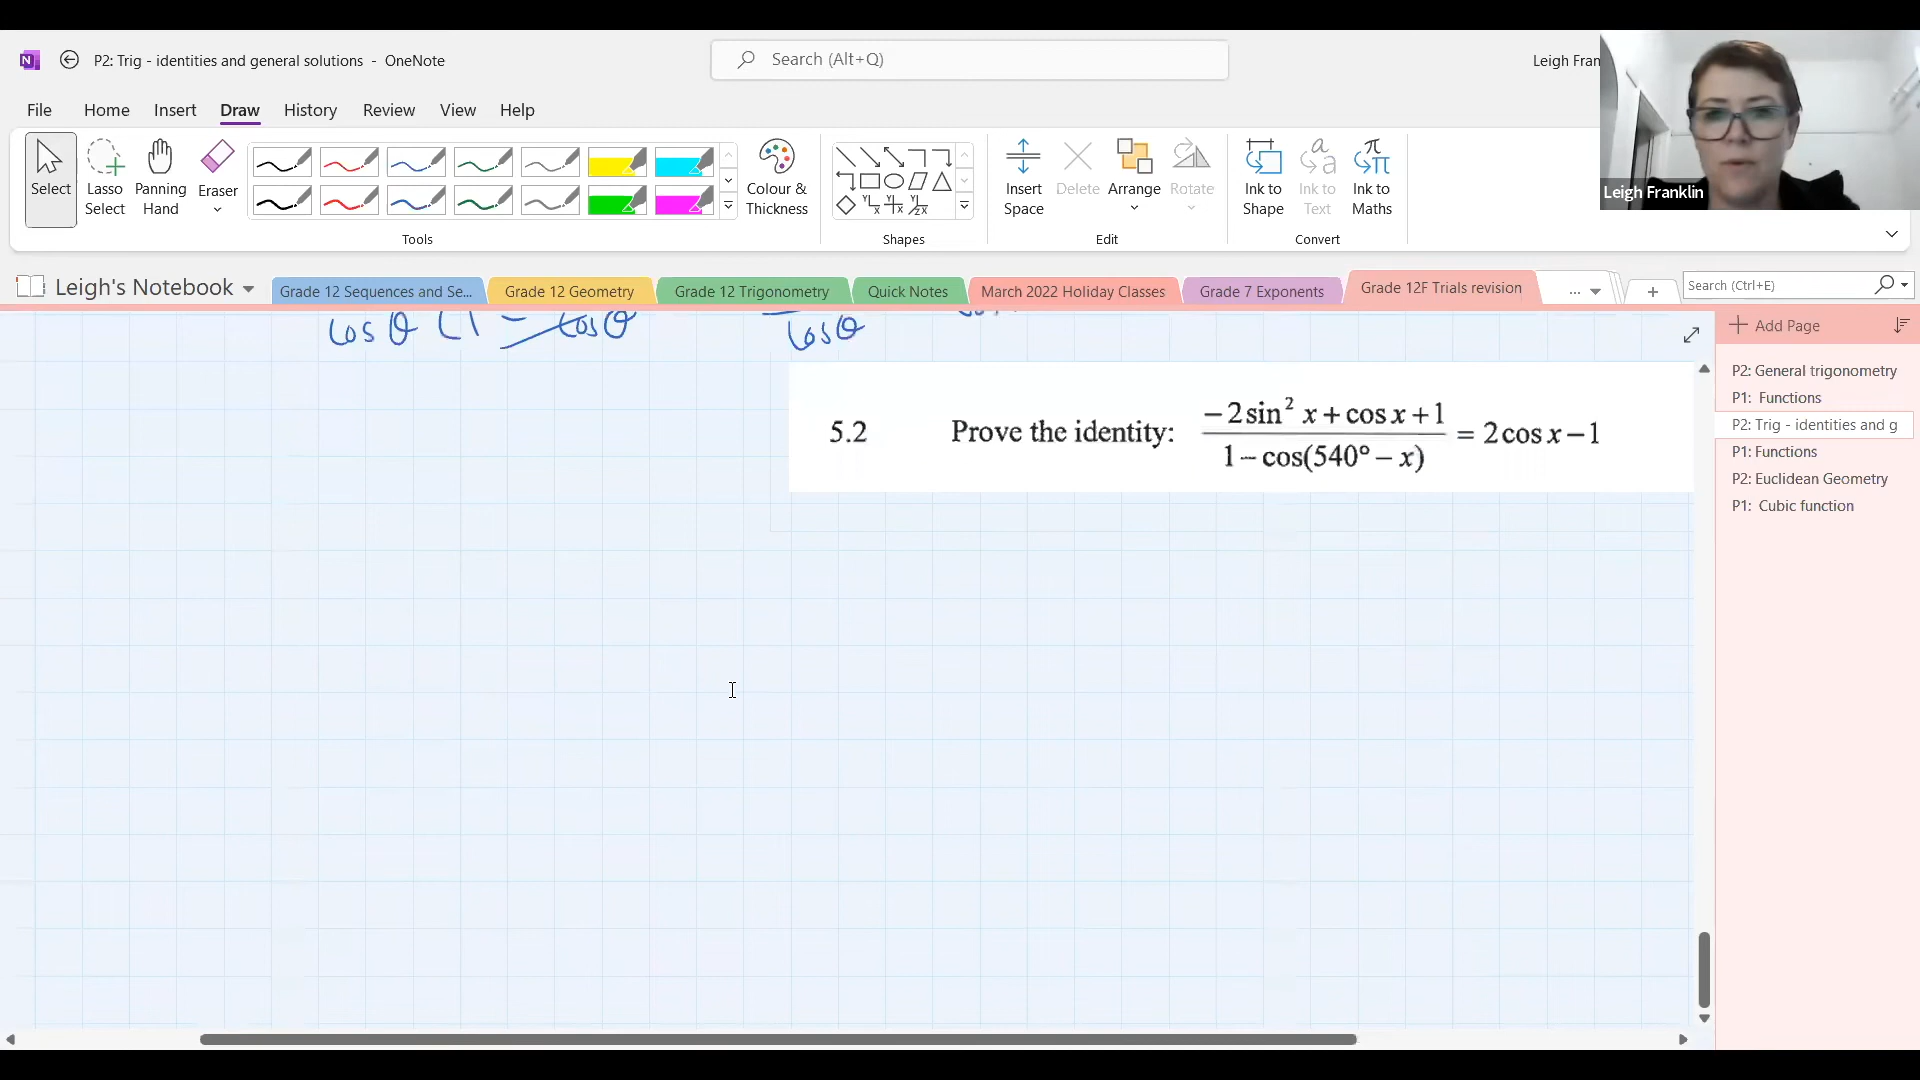 P2: Trig - identities and general solutions - OneNote
Search (Alt+Q)
Leigh Fran
File Home Insert Draw History Review View Help
Select
Lasso Select
Panning Hand
Eraser
Colour & Thickness
Insert Space
Delete
Arrange
Rotate
Ink to Shape
Ink to Text
Ink to Maths
Tools Shapes Edit Convert
Leigh Franklin
Leigh's Notebook
Grade 12 Sequences and Se...
Grade 12 Geometry
Grade 12 Trigonometry
Quick Notes
March 2022 Holiday Classes
Grade 7 Exponents
Grade 12F Trials revision
...
Search (Ctrl+E)
Add Page
P2: General trigonometry
P1: Functions
P2: Trig - identities and g
P1: Functions
P2: Euclidean Geometry
P1: Cubic function
cos θ (1 - cos θ
cos θ
5.2 Prove the identity: (−2sin² x + cos x + 1)/(1 − cos(540° − x)) = 2cos x − 1